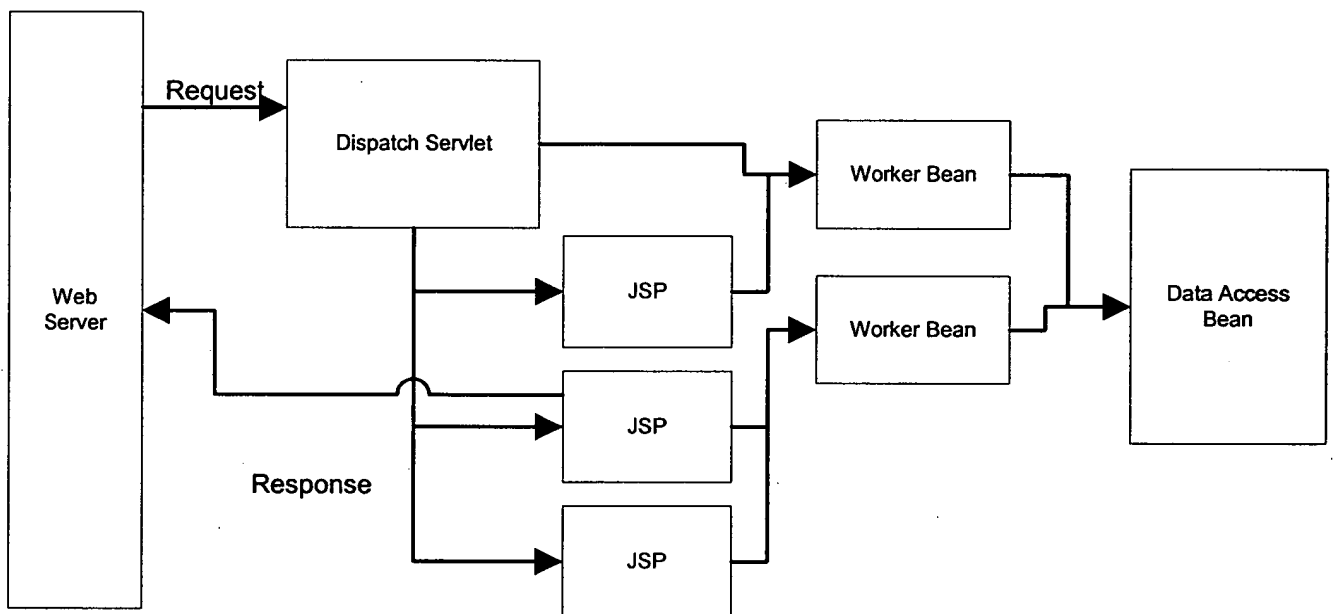 Request
Dispatch Servlet
Worker Bean
Web
Server
JSP
Worker Bean
Data Access
Bean
JSP
Response
JSP